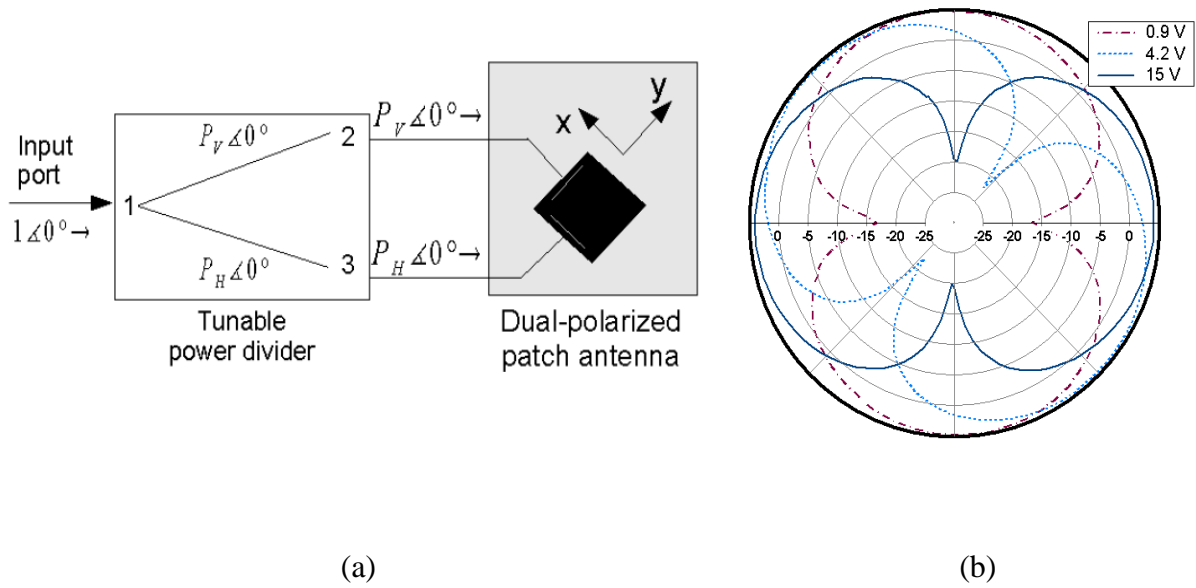 Input
port
1∡0°→
1
P_V∡0°
P_H∡0°
2
3
Tunable
power divider
P_V∡0°→
P_H∡0°→
x
y
Dual-polarized
patch antenna
(a)
0.9 V
4.2 V
15 V
0 -5 -10 -15 -20 -25 -25 -20 -15 -10 -5 0
(b)